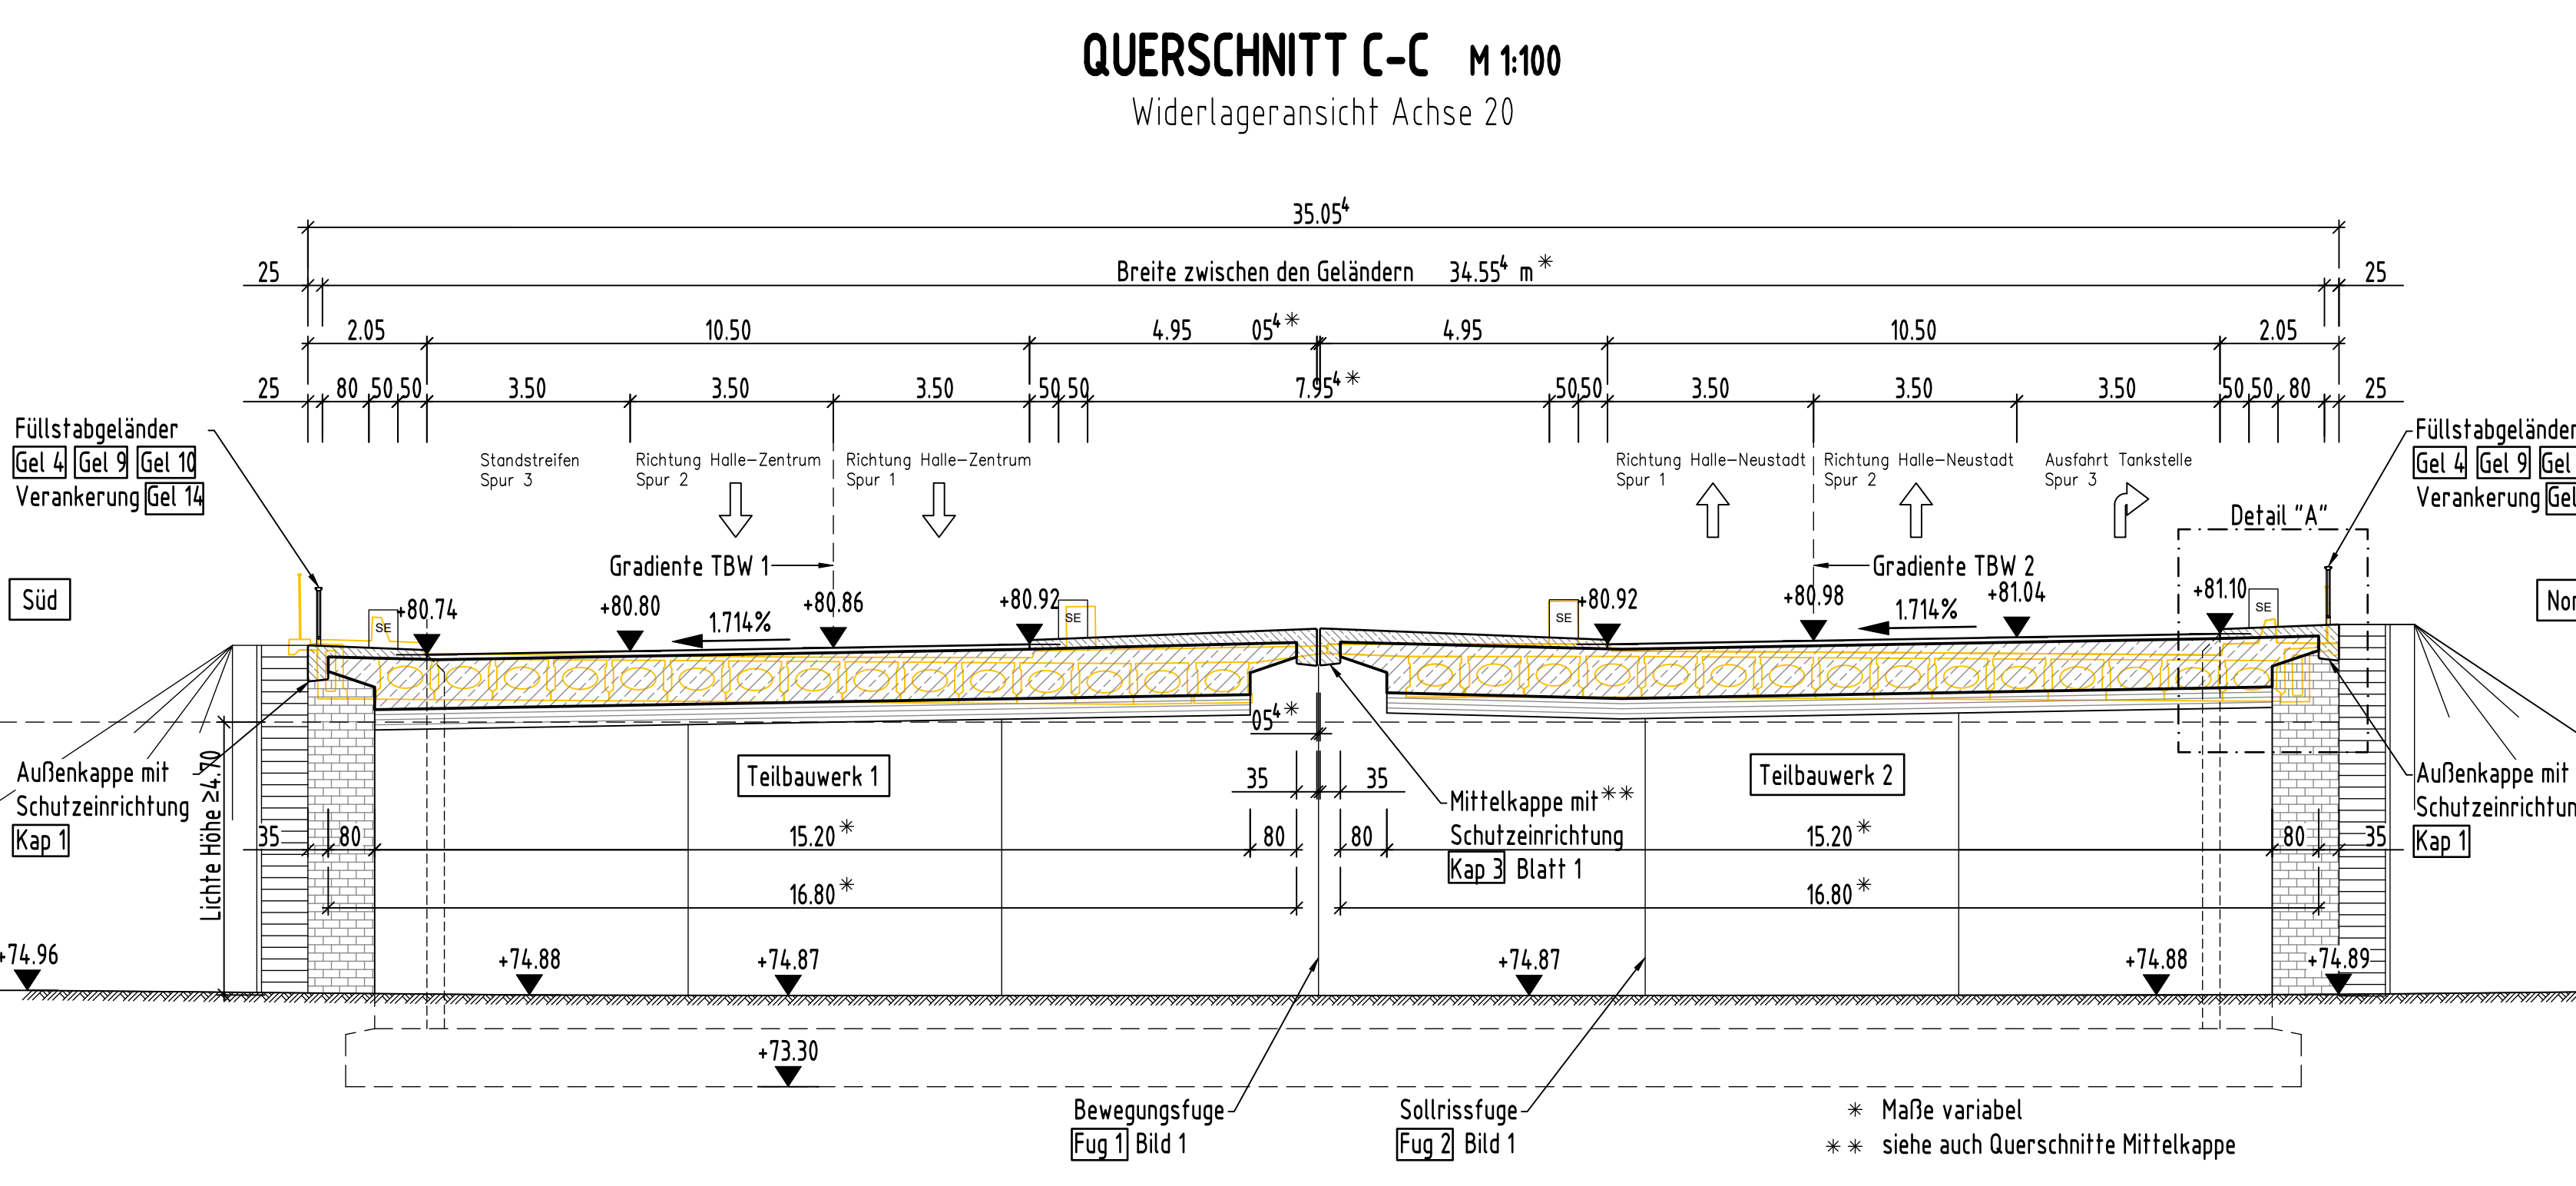 QUERSCHNITT C-C M 1:100
Widerlageransicht Achse 20
35.05⁴
25 Breite zwischen den Geländern 34.55⁴ m* 25
2.05 10.50 4.95 05⁴* 4.95 10.50 2.05
25 80 50 50 3.50 3.50 3.50 50 50 7.95⁴* 50 50 3.50 3.50 3.50 50 50 80 25
Füllstabgeländer
Gel 4 Gel 9 Gel 10
Verankerung Gel 14
Standstreifen
Spur 3
Richtung Halle-Zentrum
Spur 2
Richtung Halle-Zentrum
Spur 1
Richtung Halle-Neustadt
Spur 1
Richtung Halle-Neustadt
Spur 2
Ausfahrt Tankstelle
Spur 3
Füllstabgeländer
Gel 4 Gel 9 Gel
Verankerung Gel
Detail "A"
Gradiente TBW 1
Gradiente TBW 2
Süd
SE +80.74 +80.80 1.714% +80.86 +80.92 SE
SE +80.92 +80.98 1.714% +81.04 +81.10 SE
Nor
05⁴*
Außenkappe mit
Schutzeinrichtung
Kap 1
Lichte Höhe ≥4.70
Teilbauwerk 1
Teilbauwerk 2
35 35
Mittelkappe mit**
Schutzeinrichtung
Kap 3 Blatt 1
Außenkappe mit
Schutzeinrichtun
Kap 1
35 80 15.20* 80 80 15.20* 80 35
16.80* 16.80*
+74.96 +74.88 +74.87 +74.87 +74.88 +74.89
+73.30
Bewegungsfuge
Fug 1 Bild 1
Sollrissfuge
Fug 2 Bild 1
* Maße variabel
** siehe auch Querschnitte Mittelkappe